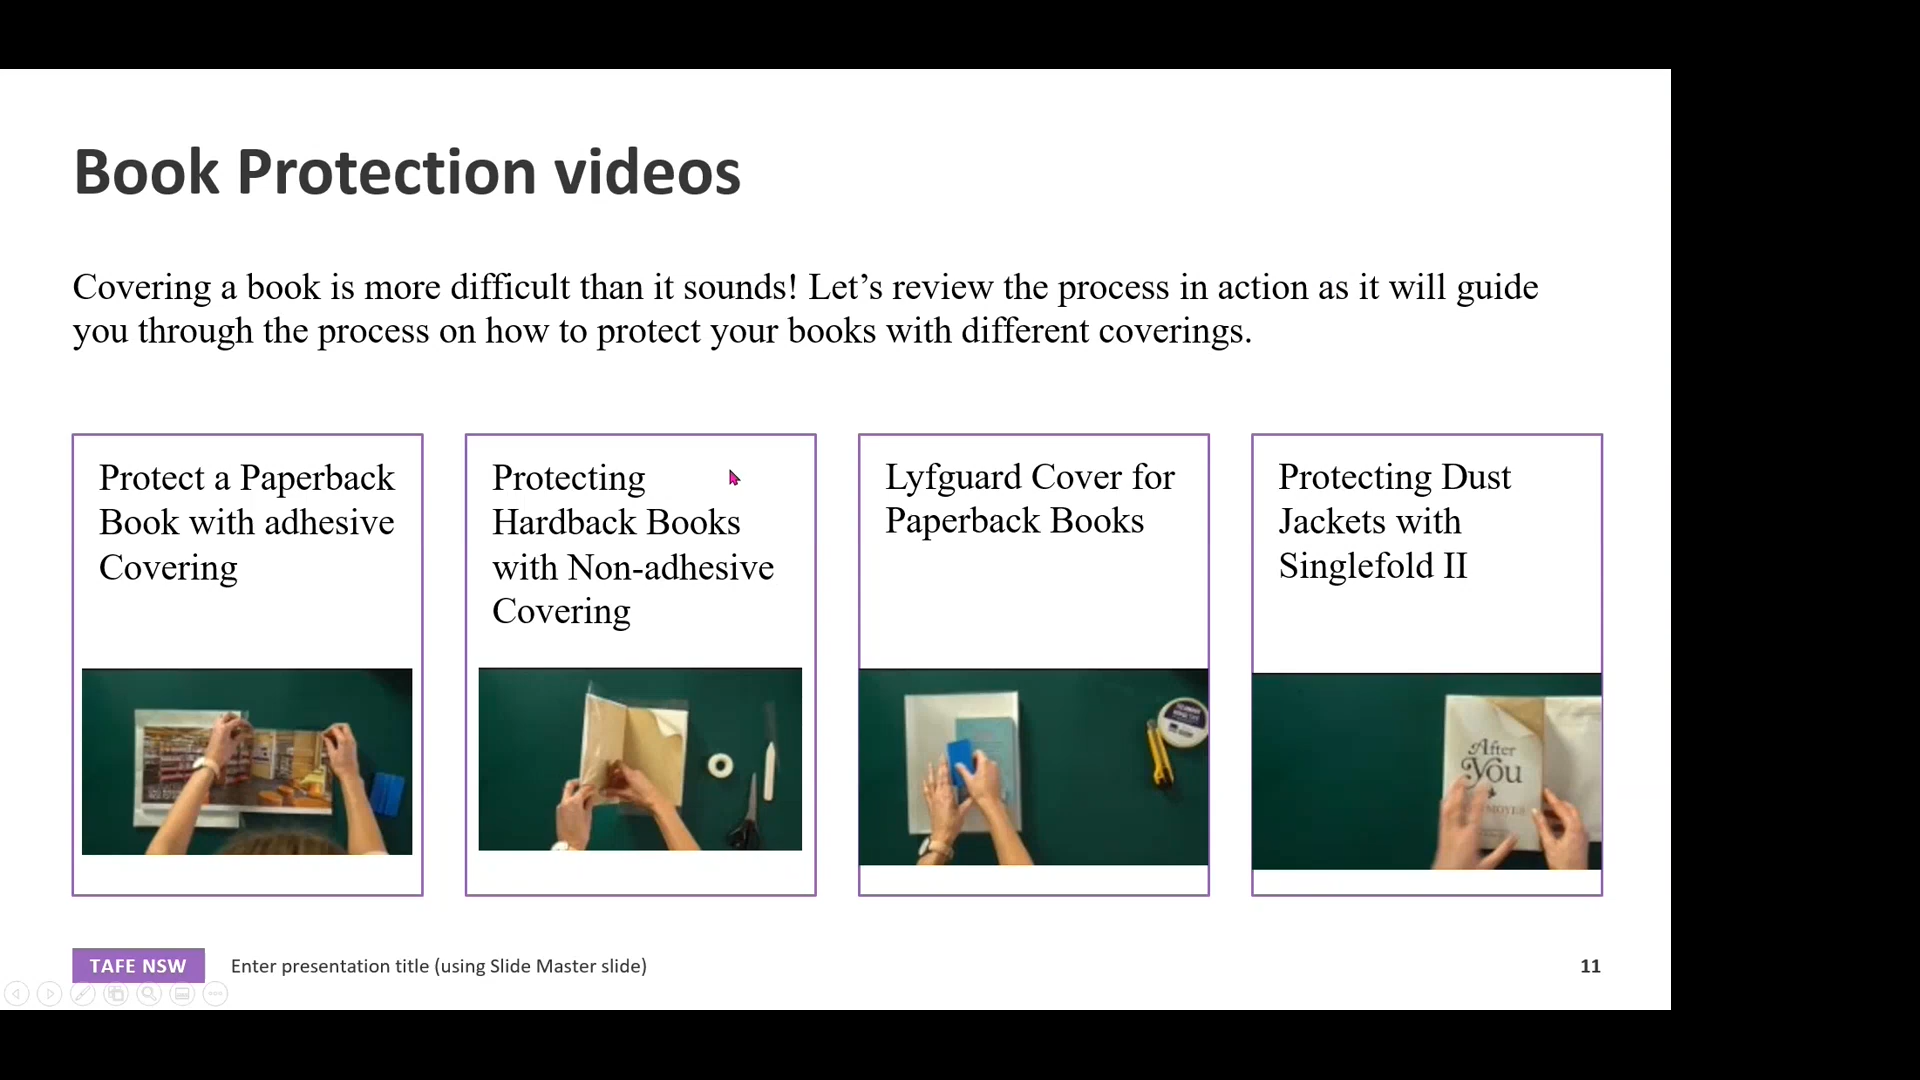 Book Protection videos
Covering a book is more difficult than it sounds! Let’s review the process in action as it will guide
you through the process on how to protect your books with different coverings.
Protect a Paperback
Book with adhesive
Covering
Protecting
Hardback Books
with Non-adhesive
Covering
Lyfguard Cover for
Paperback Books
Protecting Dust
Jackets with
Singlefold II
After
You
TAFE NSW
Enter presentation title (using Slide Master slide)
11